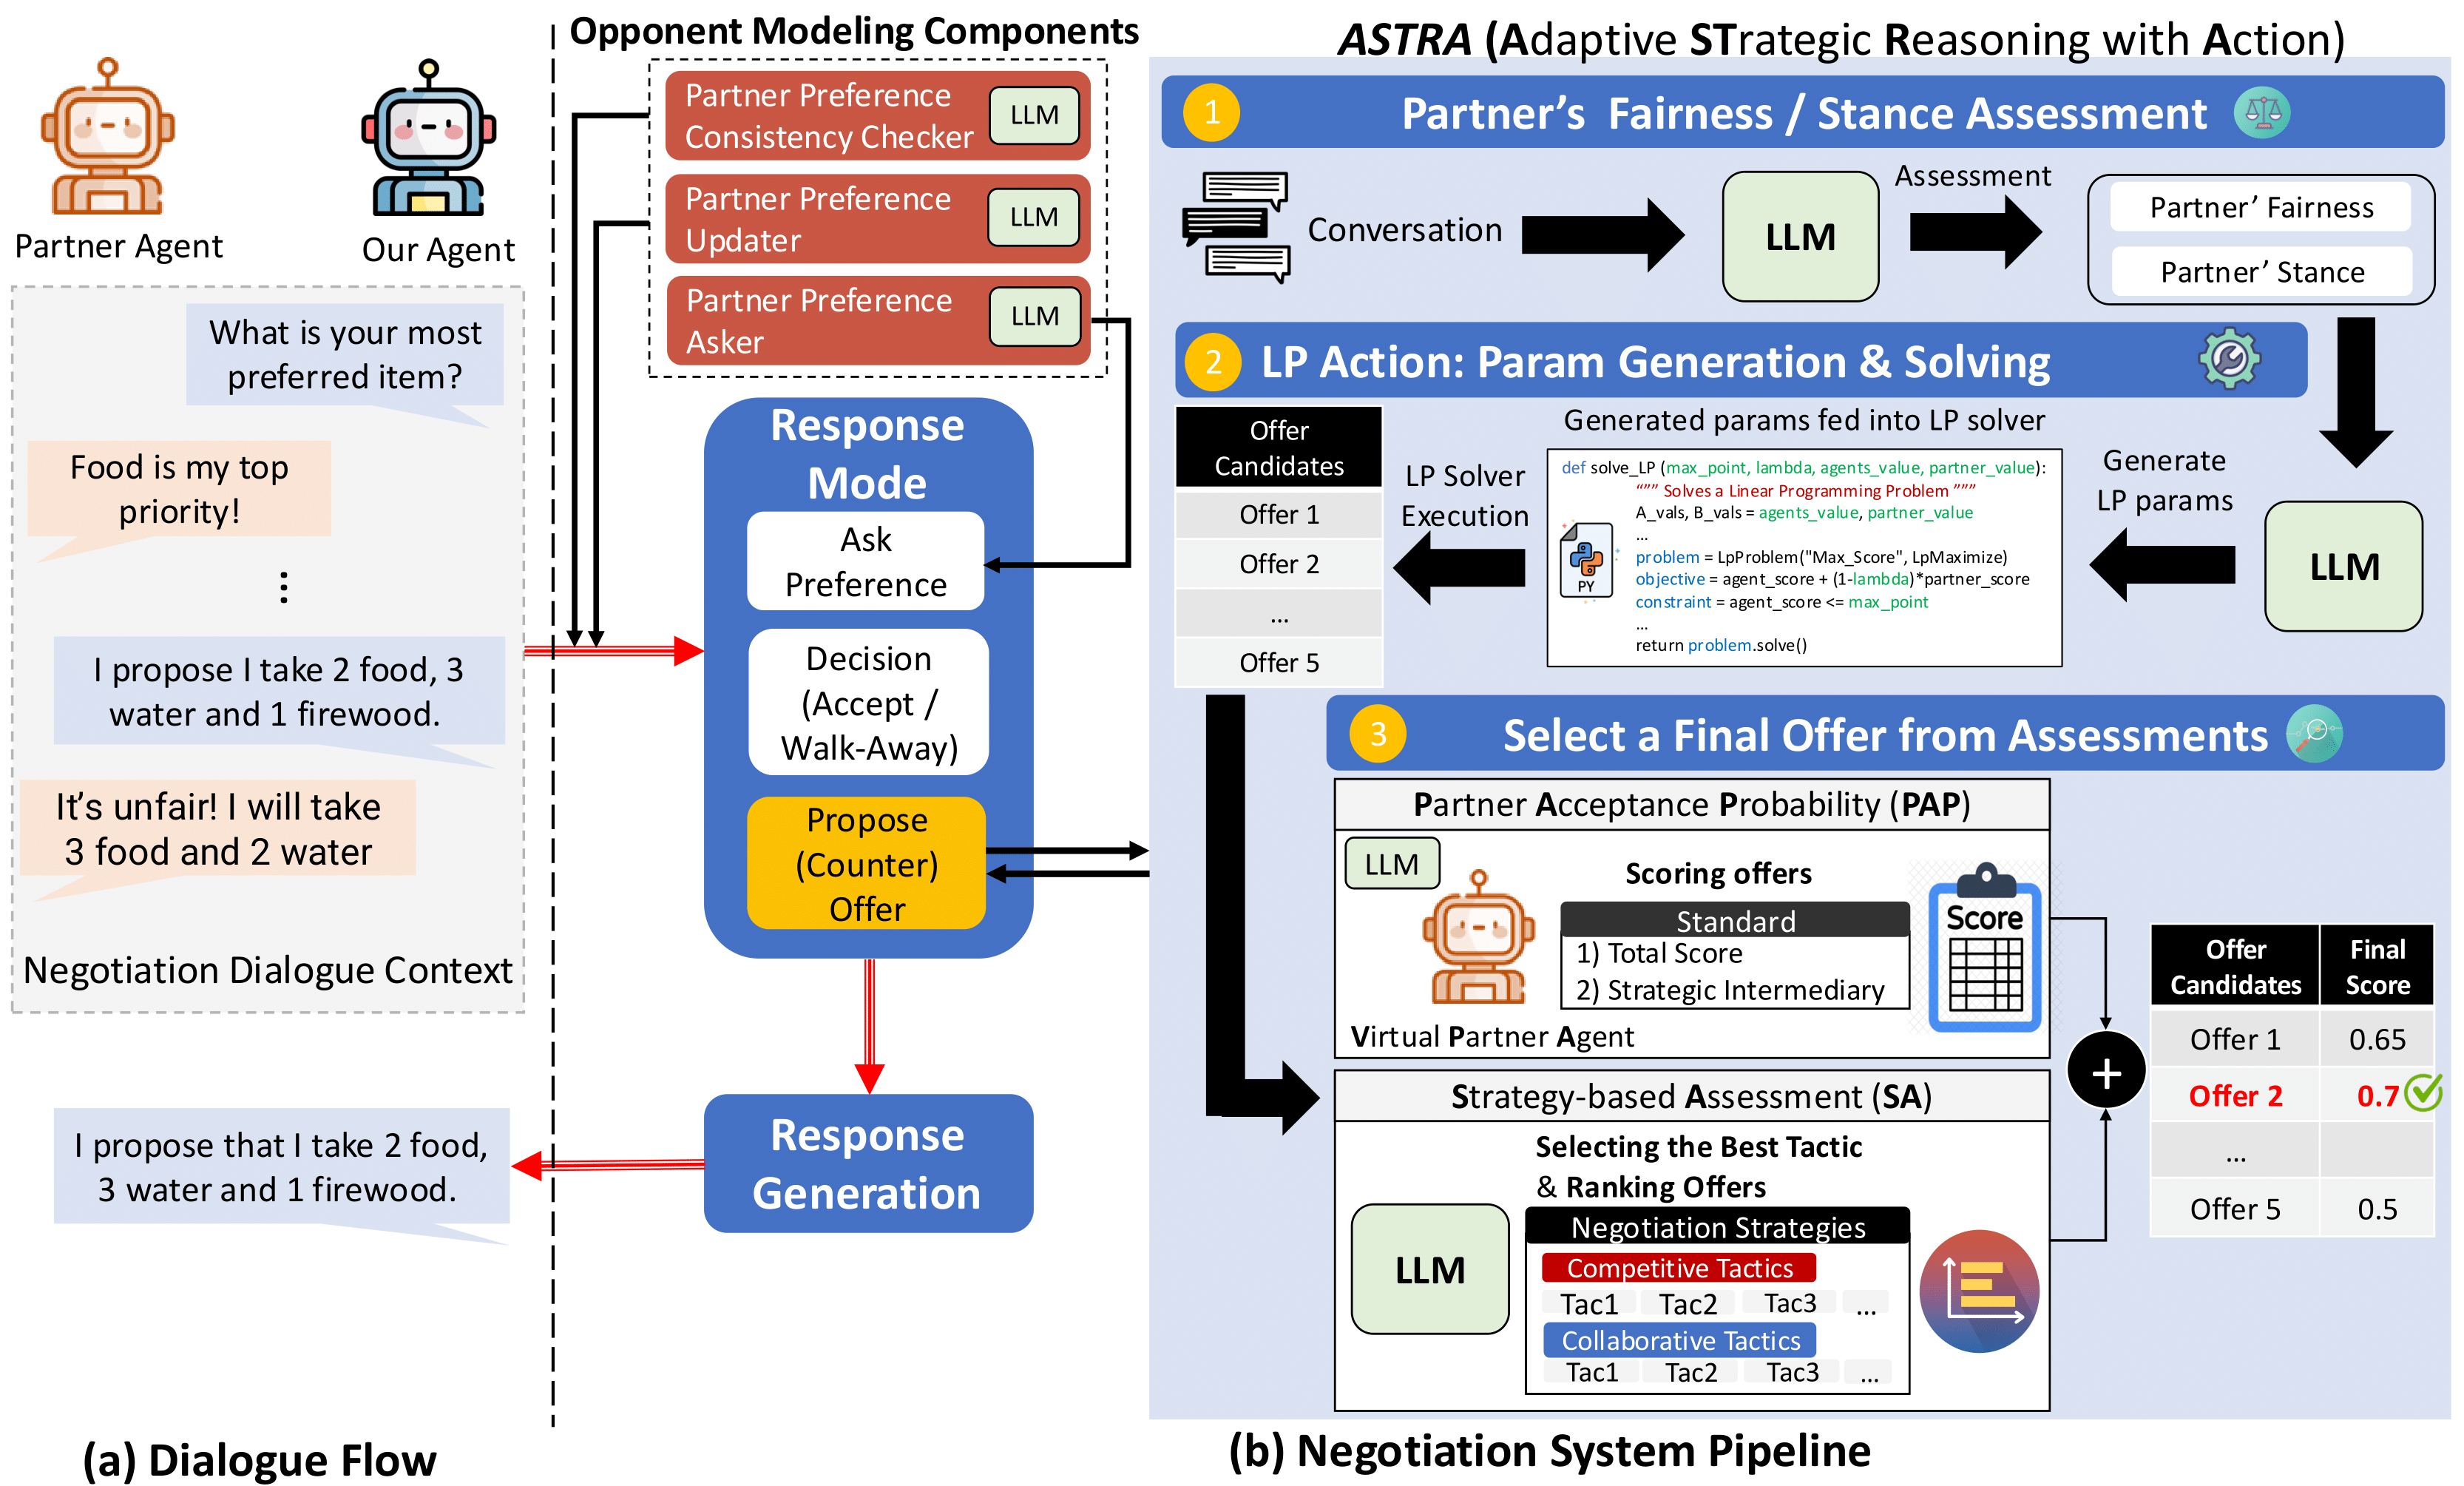 Partner Agent
Our Agent
What is your most
preferred item?
Food is my top
priority!
⋮
I propose I take 2 food, 3
water and 1 firewood.
It’s unfair! I will take
3 food and 2 water
Negotiation Dialogue Context
I propose that I take 2 food,
3 water and 1 firewood.
(a) Dialogue Flow
Opponent Modeling Components
Partner Preference
Consistency Checker
LLM
Partner Preference
Updater
LLM
Partner Preference
Asker
LLM
Response
Mode
Ask
Preference
Decision
(Accept /
Walk-Away)
Propose
(Counter)
Offer
Response
Generation
ASTRA (Adaptive STrategic Reasoning with Action)
1
Partner’s Fairness / Stance Assessment
Conversation
LLM
Assessment
Partner’ Fairness
Partner’ Stance
2
LP Action: Param Generation & Solving
Offer
Candidates
Offer 1
Offer 2
...
Offer 5
LP Solver
Execution
Generated params fed into LP solver
def solve_LP (max_point, lambda, agents_value, partner_value):
“”” Solves a Linear Programming Problem ”””
A_vals, B_vals = agents_value, partner_value
...
problem = LpProblem("Max_Score", LpMaximize)
objective = agent_score + (1-lambda)*partner_score
constraint = agent_score <= max_point
...
return problem.solve()
PY
Generate
LP params
LLM
3
Select a Final Offer from Assessments
Partner Acceptance Probability (PAP)
LLM
Scoring offers
Standard
1) Total Score
2) Strategic Intermediary
Score
Virtual Partner Agent
Strategy-based Assessment (SA)
Selecting the Best Tactic
& Ranking Offers
LLM
Negotiation Strategies
Competitive Tactics
Tac1 Tac2 Tac3 ...
Collaborative Tactics
Tac1 Tac2 Tac3 ...
+
Offer
Candidates
Final
Score
Offer 1 0.65
Offer 2 0.7
...
Offer 5 0.5
(b) Negotiation System Pipeline